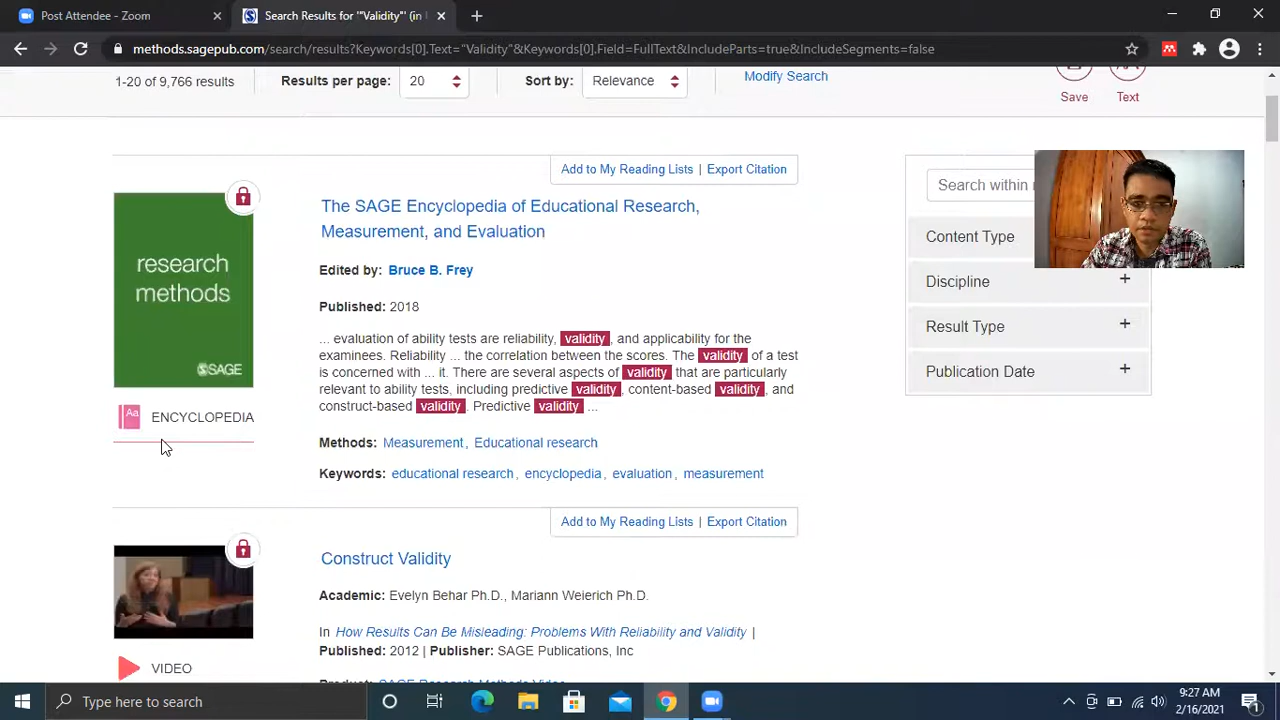 Post Attendee - Zoom
Search Results for '"Validity"' (in
methods.sagepub.com/search/results?Keywords[0].Text="Validity"&Keywords[0].Field=FullText&IncludeParts=true&IncludeSegments=false
1-20 of 9,766 results
Results per page: 20
Sort by: Relevance
Modify Search
Save
Text
Add to My Reading Lists | Export Citation
The SAGE Encyclopedia of Educational Research,
Measurement, and Evaluation
Edited by: Bruce B. Frey
Published: 2018
... evaluation of ability tests are reliability, validity, and applicability for the
examinees. Reliability ... the correlation between the scores. The validity of a test
is concerned with ... it. There are several aspects of validity that are particularly
relevant to ability tests, including predictive validity, content-based validity, and
construct-based validity. Predictive validity ...
Methods: Measurement, Educational research
Keywords: educational research, encyclopedia, evaluation, measurement
research
methods
SAGE
Aa
ENCYCLOPEDIA
Search within
Content Type
Discipline +
Result Type +
Publication Date +
Add to My Reading Lists | Export Citation
Construct Validity
Academic: Evelyn Behar Ph.D., Mariann Weierich Ph.D.
In How Results Can Be Misleading: Problems With Reliability and Validity |
Published: 2012 | Publisher: SAGE Publications, Inc
VIDEO
Type here to search
9:27 AM
2/16/2021
1